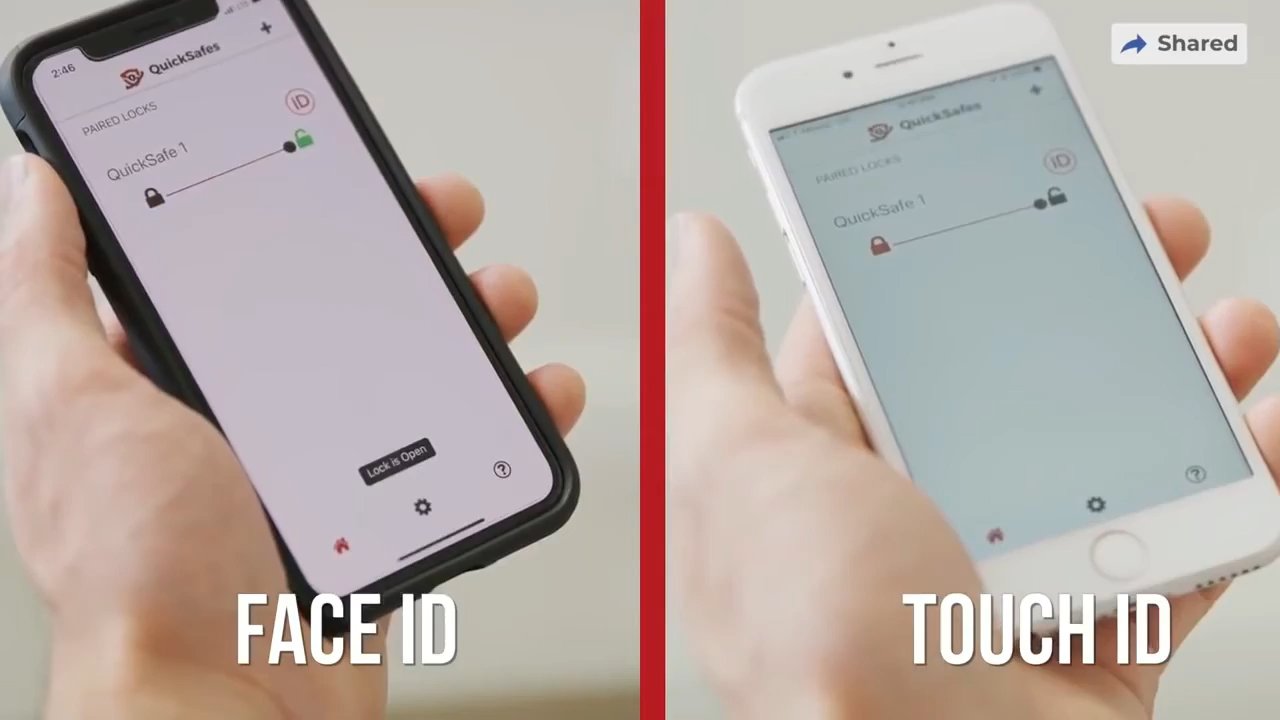 2:46
LTE
QuickSafes
+
PAIRED LOCKS
ID
QuickSafe 1
Lock is Open
?
FACE ID
Shared
QuickSafes
+
PAIRED LOCKS
ID
QuickSafe 1
?
TOUCH ID